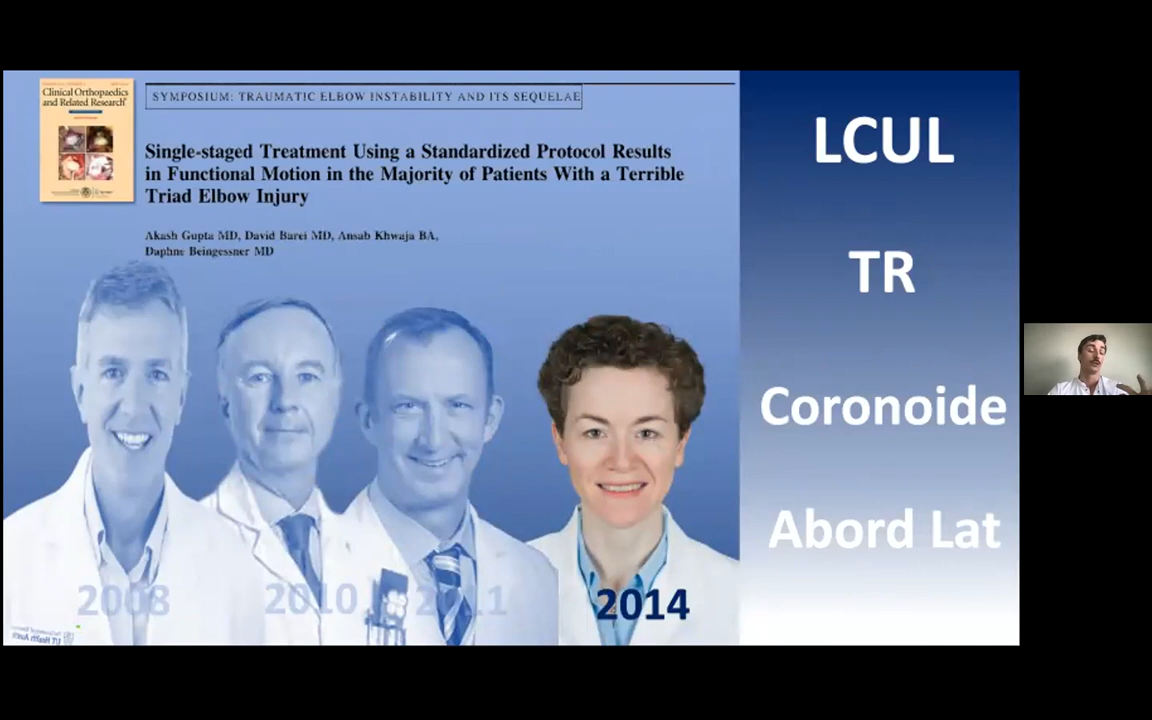 Clinical Orthopaedics
and Related Research
SYMPOSIUM: TRAUMATIC ELBOW INSTABILITY AND ITS SEQUELAE
Single-staged Treatment Using a Standardized Protocol Results
in Functional Motion in the Majority of Patients With a Terrible
Triad Elbow Injury
Akash Gupta MD, David Barei MD, Ansab Khwaja BA,
Daphne Beingessner MD
2008
2010
2011
2014
LCUL
TR
Coronoide
Abord Lat